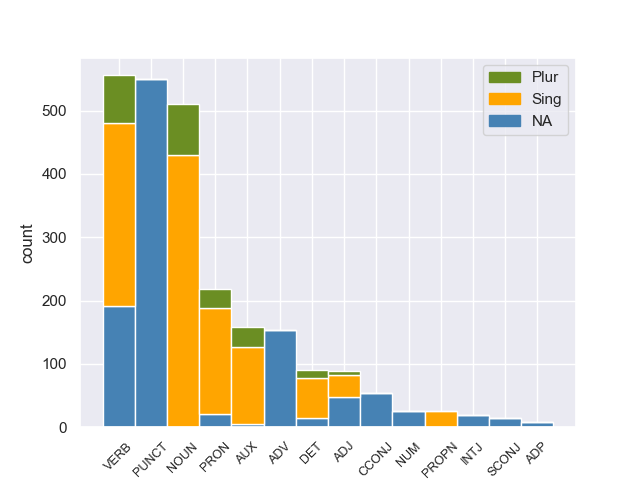 Plur
Sing
NA
500
400
300
200
100
0
count
VERB
PUNCT
NOUN
PRON
AUX
ADV
DET
ADJ
CCONJ
NUM
PROPN
INTJ
SCONJ
ADP